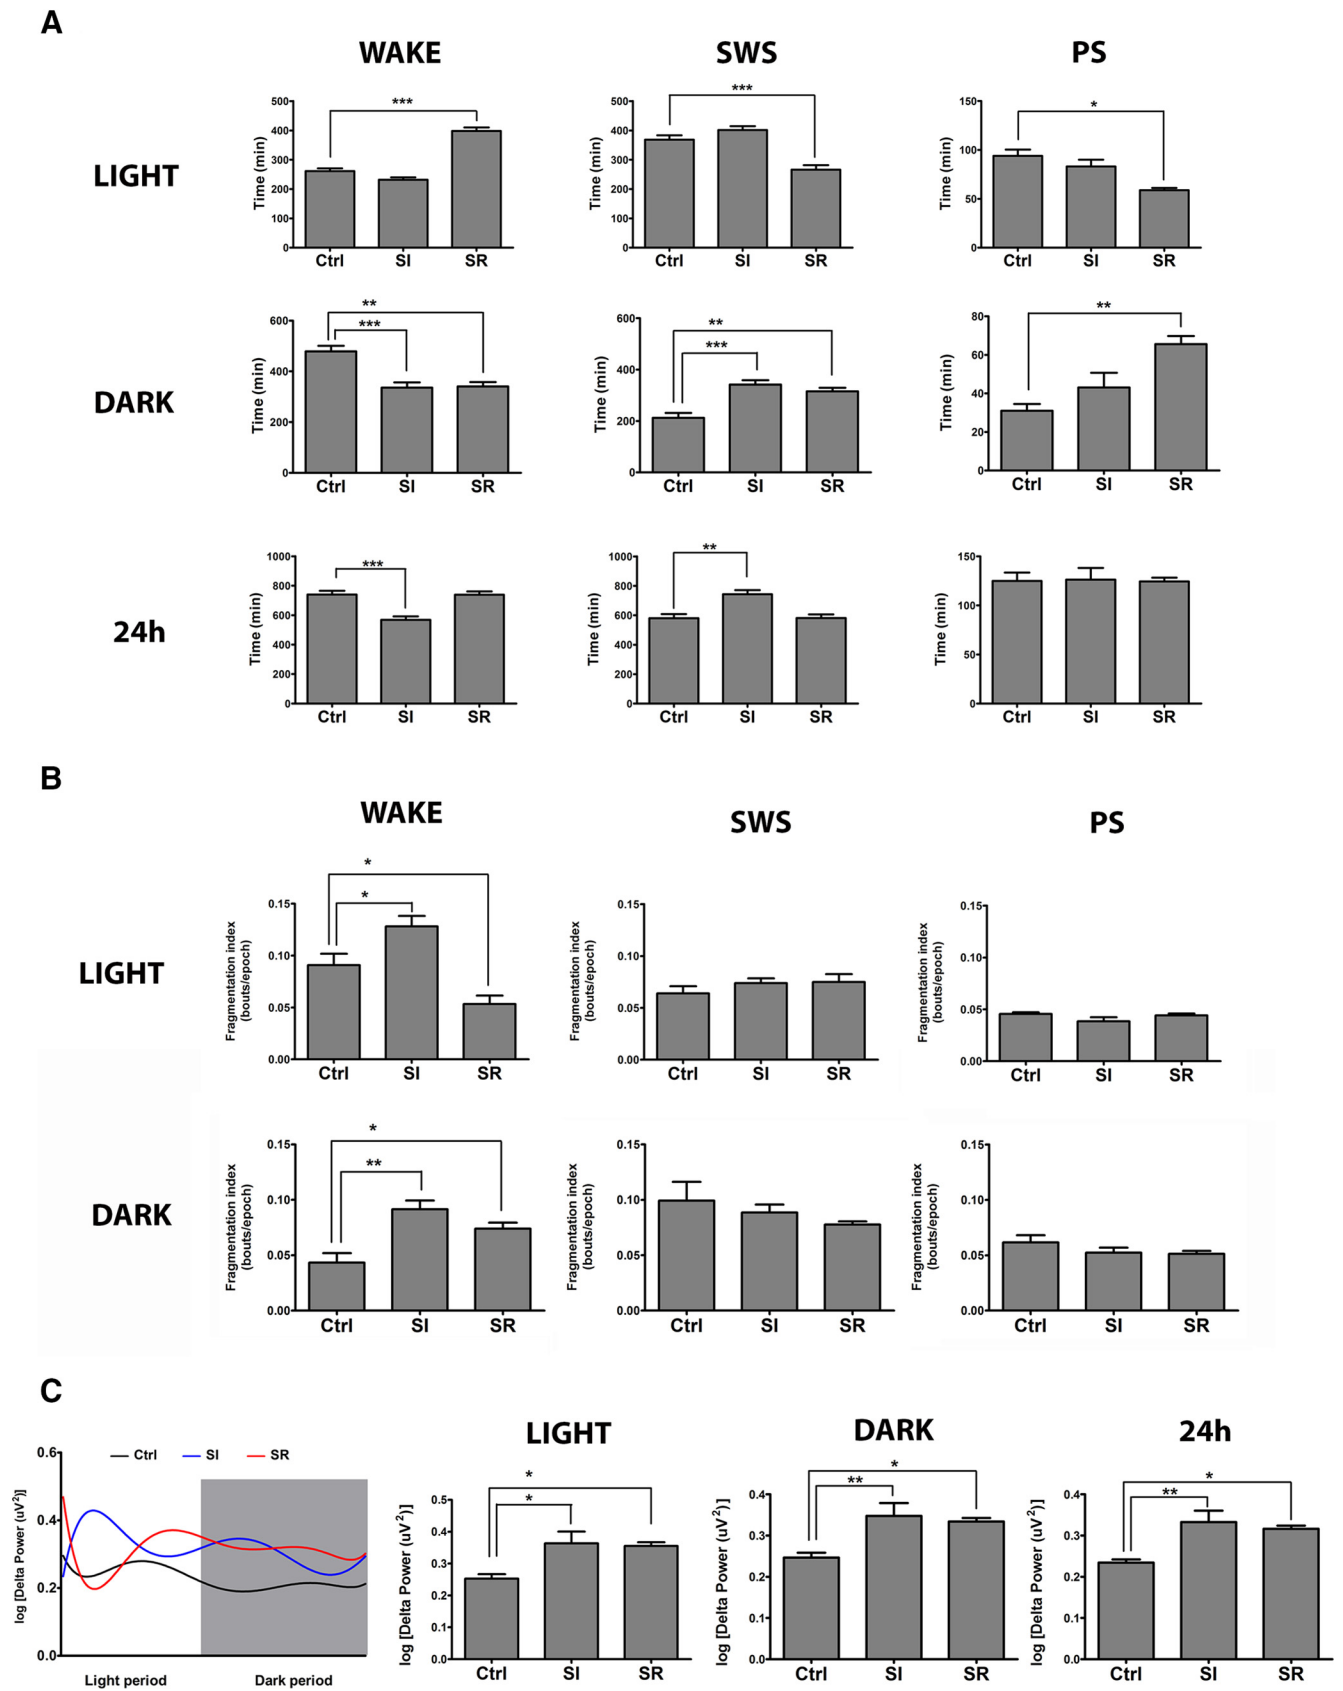 A
WAKE SWS PS
LIGHT
*** *** *
Time (min) 500 400 300 200 100 0
Ctrl SI SR
Time (min) 500 400 300 200 100 0
Ctrl SI SR
Time (min) 150 100 50 0
Ctrl SI SR
DARK
** *** ** *** **
Time (min) 600 400 200 0
Ctrl SI SR
Time (min) 600 400 200 0
Ctrl SI SR
Time (min) 80 60 40 20 0
Ctrl SI SR
24h
*** **
Time (min) 1000 800 600 400 200 0
Ctrl SI SR
Time (min) 1000 800 600 400 200 0
Ctrl SI SR
Time (min) 150 100 50 0
Ctrl SI SR
B
WAKE SWS PS
LIGHT
* *
Fragmentation index
(bouts/epoch)
0.15 0.10 0.05 0.00
Ctrl SI SR
Fragmentation index
(bouts/epoch)
0.15 0.10 0.05 0.00
Ctrl SI SR
Fragmentation index
(bouts/epoch)
0.15 0.10 0.05 0.00
Ctrl SI SR
DARK
* **
Fragmentation index
(bouts/epoch)
0.15 0.10 0.05 0.00
Ctrl SI SR
Fragmentation index
(bouts/epoch)
0.15 0.10 0.05 0.00
Ctrl SI SR
Fragmentation index
(bouts/epoch)
0.15 0.10 0.05 0.00
Ctrl SI SR
C
Ctrl SI SR
log [Delta Power (uV²)]
0.6 0.4 0.2 0.0
Light period Dark period
LIGHT
* *
log [Delta Power (uV²)]
0.5 0.4 0.3 0.2 0.1 0.0
Ctrl SI SR
DARK
* **
log [Delta Power (uV²)]
0.4 0.3 0.2 0.1 0.0
Ctrl SI SR
24h
* **
log [Delta Power (uV²)]
0.4 0.3 0.2 0.1 0.0
Ctrl SI SR